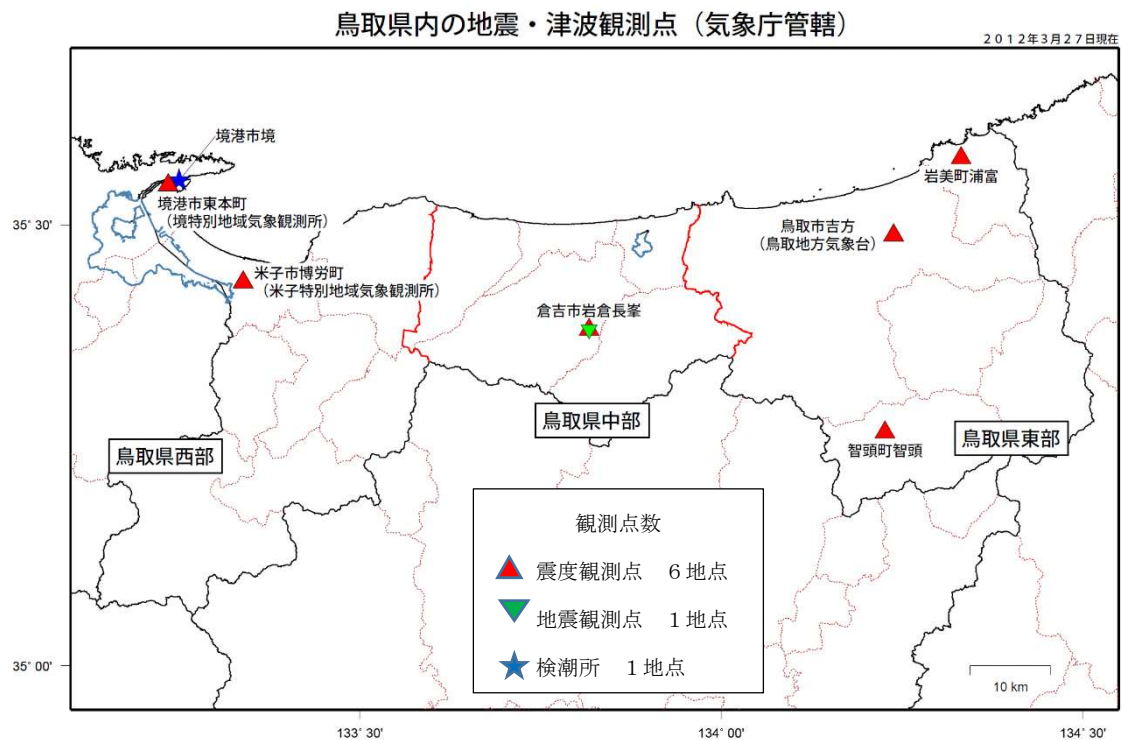 鳥取県内の地震・津波観測点（気象庁管轄）
２０１２年３月２７日現在
境港市境
岩美町浦富
境港市東本町
（境特別地域気象観測所）
鳥取市吉方
（鳥取地方気象台）
35° 30'
米子市博労町
（米子特別地域気象観測所）
倉吉市岩倉長峯
鳥取県中部
鳥取県西部
智頭町智頭
鳥取県東部
観測点数
震度観測点　６地点
地震観測点　１地点
検潮所　１地点
35° 00'
10 km
133° 30'
134° 00'
134° 30'